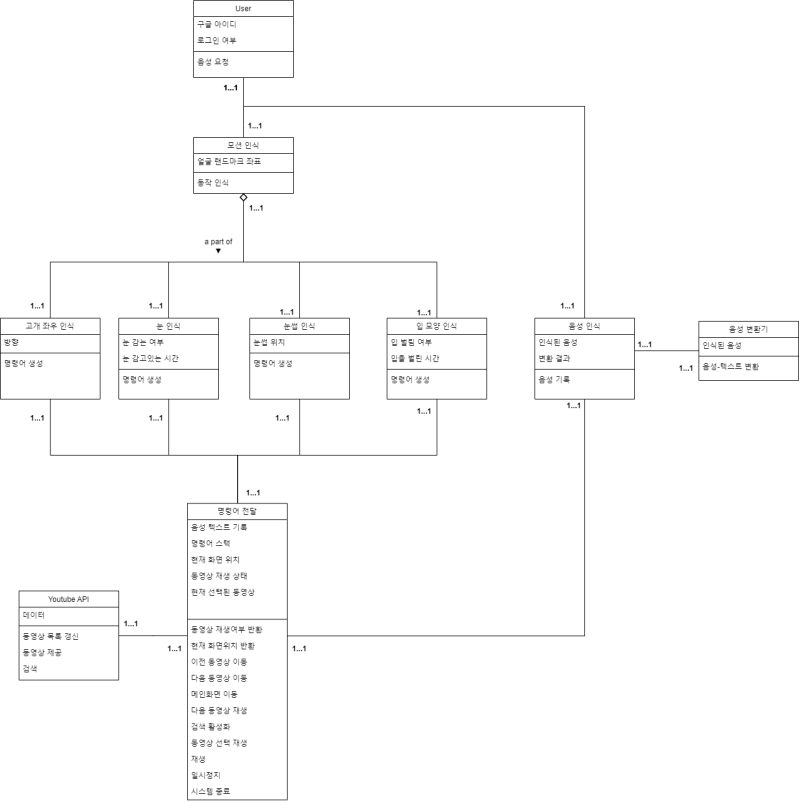 User
구글 아이디
로그인 여부
음성 요청
1...1
1...1
모션 인식
얼굴 랜드마크 좌표
동작 인식
1...1
a part of
1...1
1...1
1...1
1...1
1...1
고개 좌우 인식
방향
명령어 생성
눈 인식
눈 감는 여부
눈 감고있는 시간
명령어 생성
눈썹 인식
눈썹 위치
명령어 생성
입 모양 인식
입 벌림 여부
입을 벌린 시간
명령어 생성
음성 인식
인식된 음성
변환 결과
음성 기록
1...1
1...1
음성 변환기
인식된 음성
음성-텍스트 변환
1...1
1...1
1...1
1...1
1...1
1...1
명령어 전달
음성 텍스트 기록
명령어 스택
현재 화면 위치
동영상 재생 상태
현재 선택된 동영상
동영상 재생여부 반환
현재 화면위치 반환
이전 동영상 이동
다음 동영상 이동
메인화면 이동
다음 동영상 재생
검색 활성화
동영상 선택 재생
재생
일시정지
시스템 종료
Youtube API
데이터
동영상 목록 갱신
동영상 제공
검색
1...1
1...1
1...1